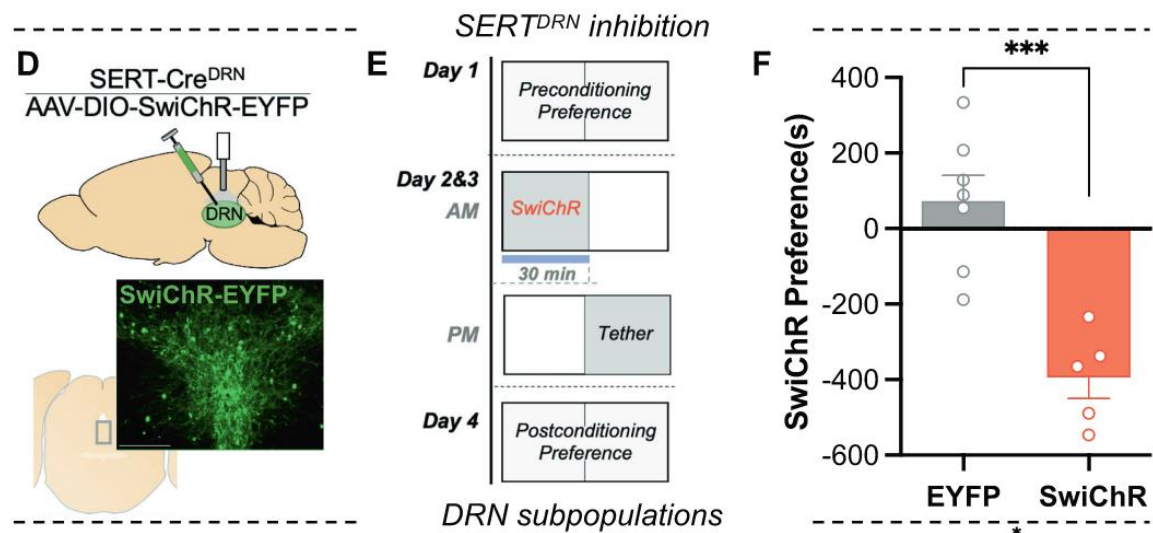 SERT^DRN inhibition
D
SERT-Cre^DRN
AAV-DIO-SwiChR-EYFP
DRN
SwiChR-EYFP
E
Day 1
Preconditioning
Preference
Day 2&3
AM
SwiChR
30 min
PM
Tether
Day 4
Postconditioning
Preference
F
***
SwiChR Preference(s)
400
200
0
-200
-400
-600
EYFP
SwiChR
DRN subpopulations
*